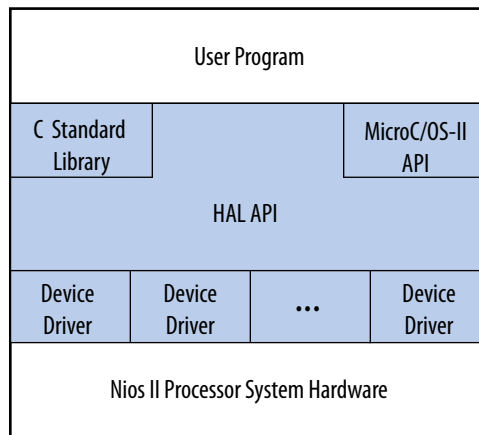 User Program
C Standard
Library
MicroC/OS-II
API
HAL API
Device
Driver
Device
Driver
...
Device
Driver
Nios II Processor System Hardware